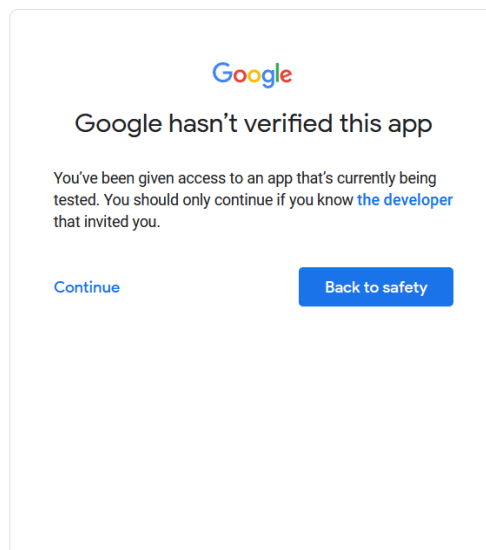 Google
Google hasn’t verified this app
You’ve been given access to an app that’s currently being
tested. You should only continue if you know the developer
that invited you.
Continue
Back to safety